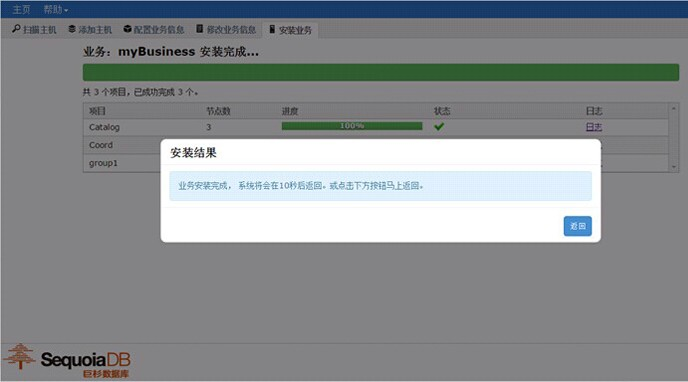 主页 帮助
扫描主机 添加主机 配置业务信息 修改业务信息 安装业务
业务：myBusiness 安装完成...
共 3 个项目，已成功完成 3 个。
项目 节点数 进度 状态 日志
Catalog 3 100% 日志
Coord
group1
安装结果
业务安装完成， 系统将会在10秒后返回。或点击下方按钮马上返回。
返回
SequoiaDB
巨杉数据库